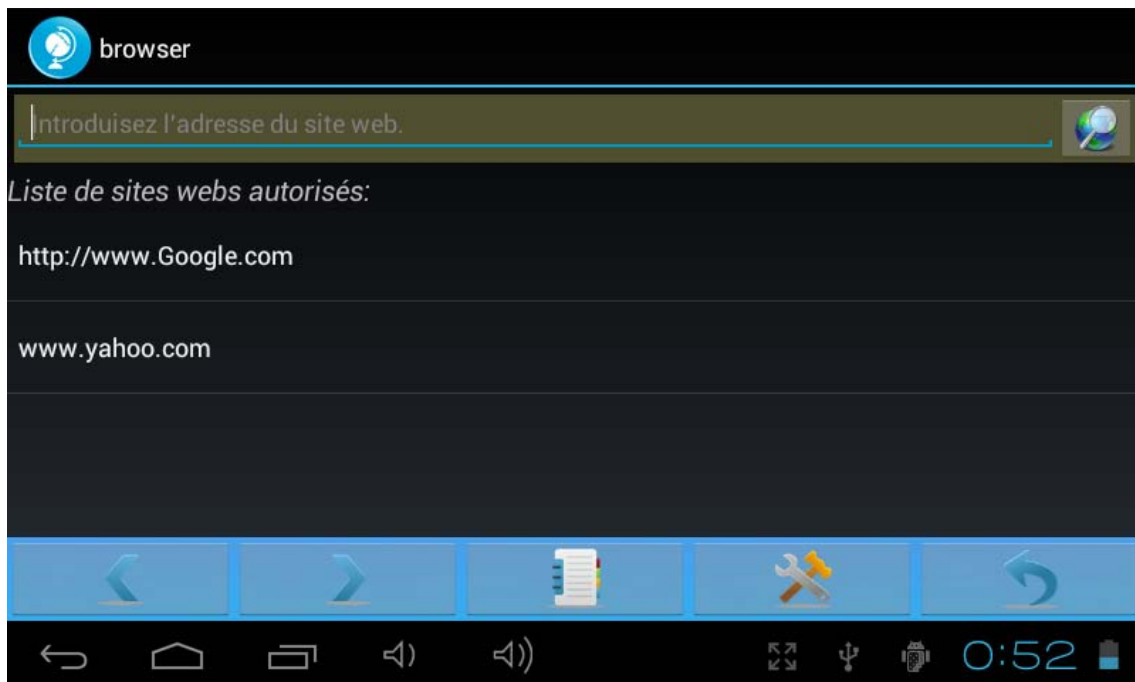 browser
Introduisez l'adresse du site web.
Liste de sites webs autorisés:
http://www.Google.com
www.yahoo.com
0:52